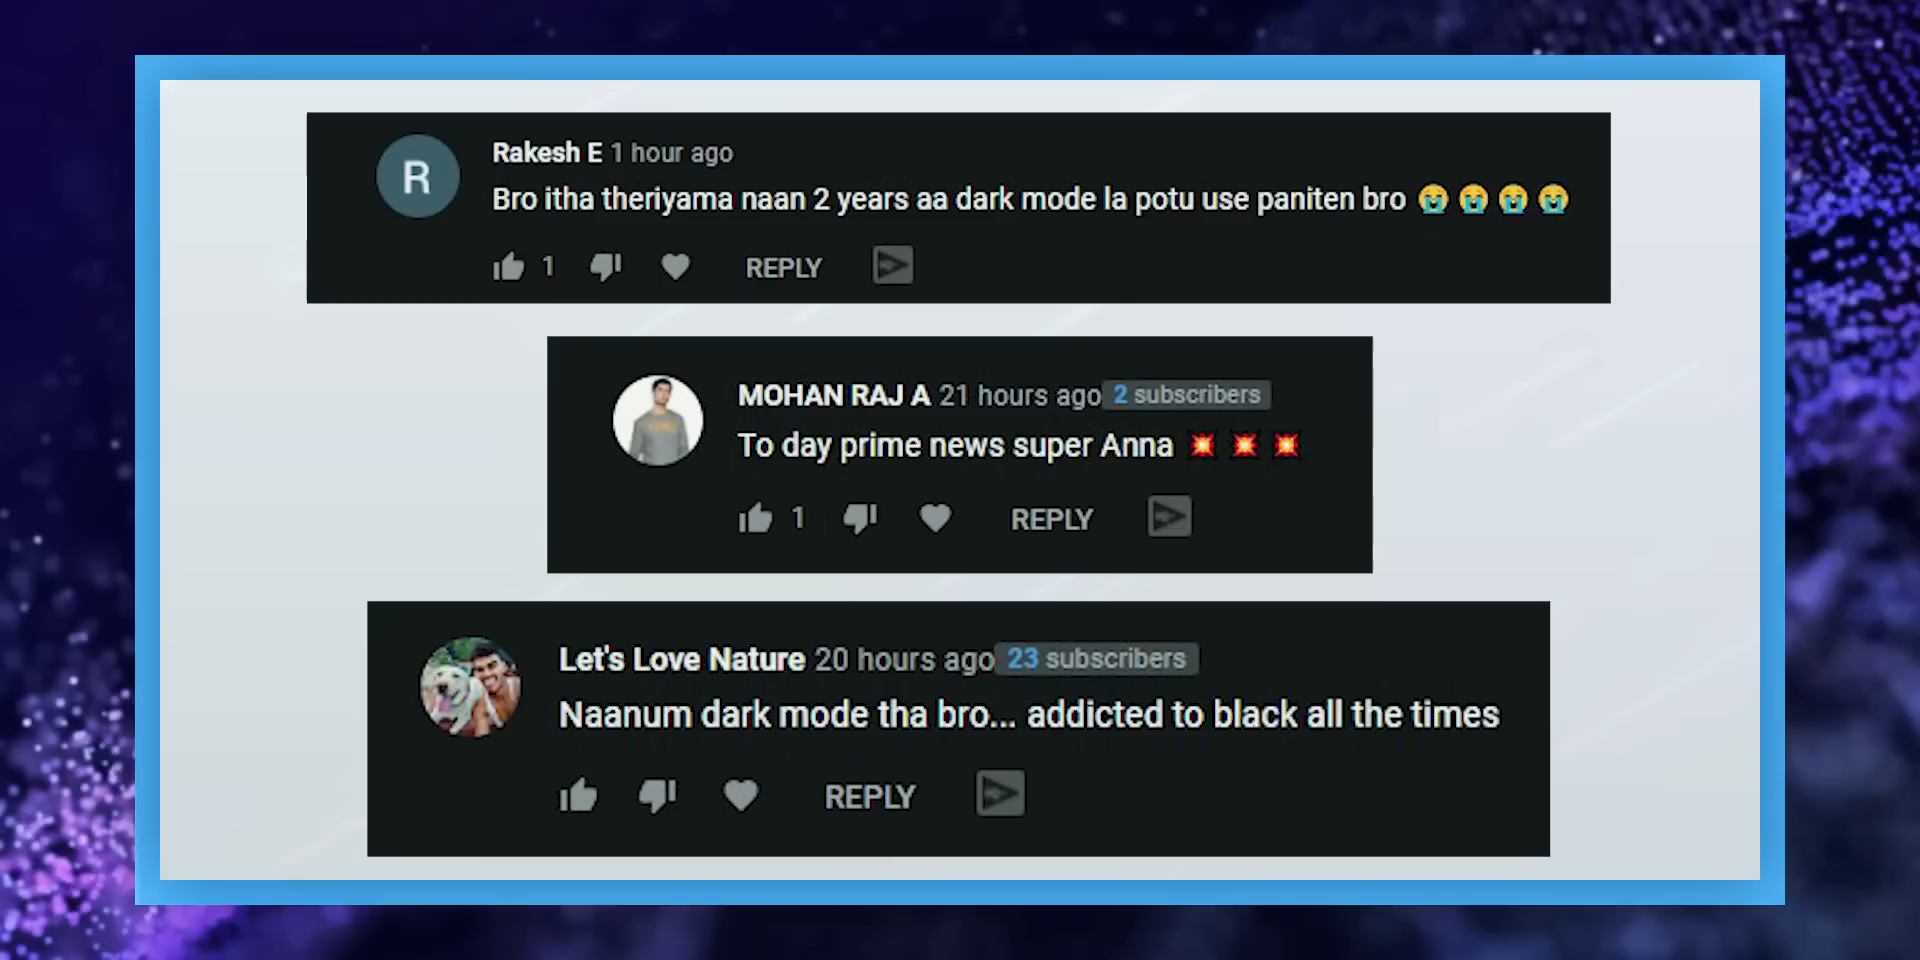 R
Rakesh E 1 hour ago
Bro itha theriyama naan 2 years aa dark mode la potu use paniten bro 😭 😭 😭 😭
1 REPLY
MOHAN RAJ A 21 hours ago 2 subscribers
To day prime news super Anna 💥 💥 💥
1 REPLY
Let's Love Nature 20 hours ago 23 subscribers
Naanum dark mode tha bro... addicted to black all the times
REPLY